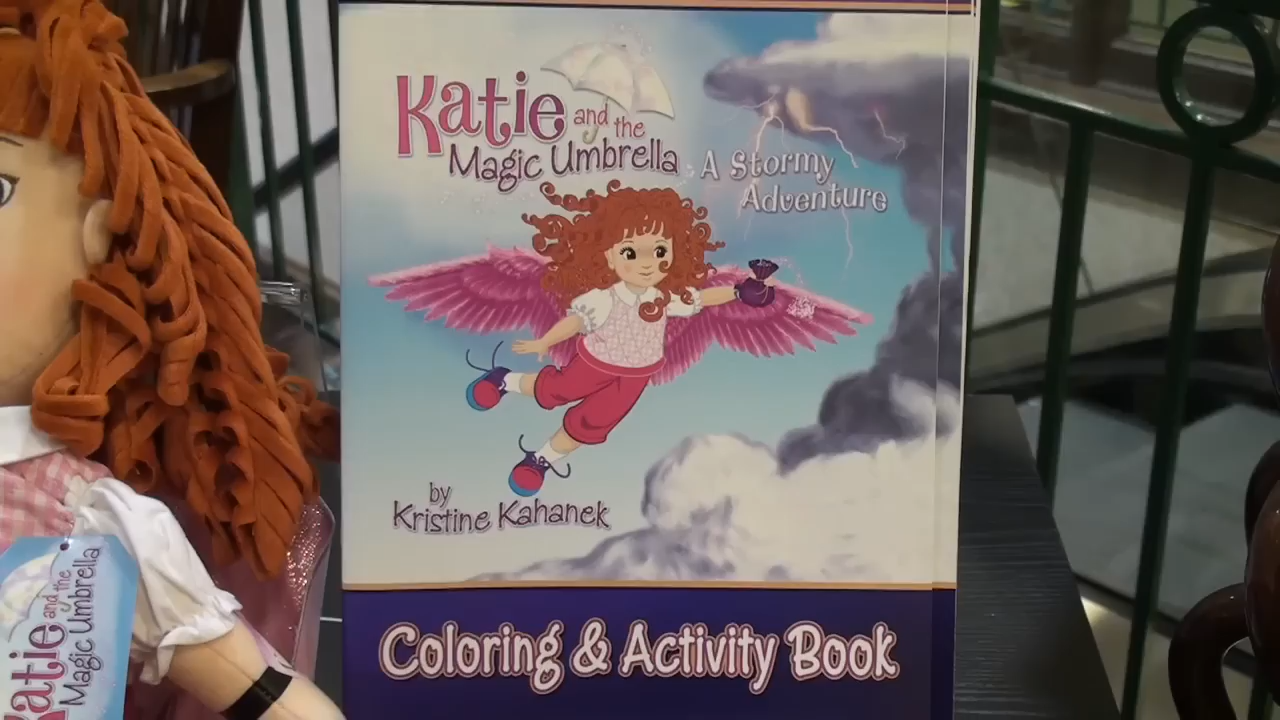 Katie and the
Magic Umbrella
A Stormy
Adventure
by
Kristine Kahanek
Coloring & Activity Book
Katie and the
Magic Umbrella